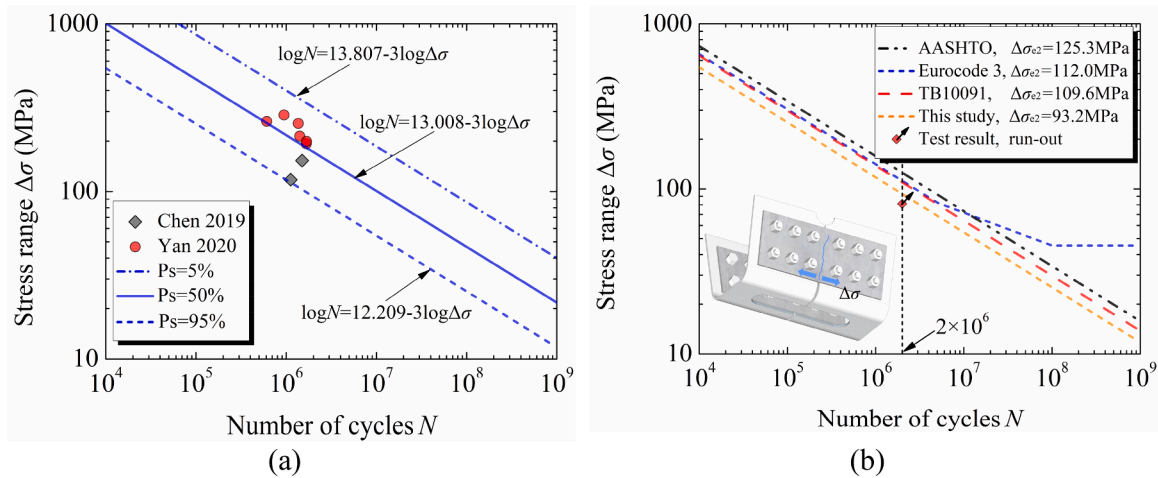 1000
100
10
Stress range Δσ (MPa)
logN=13.807-3logΔσ
logN=13.008-3logΔσ
logN=12.209-3logΔσ
Chen 2019
Yan 2020
Ps=5%
Ps=50%
Ps=95%
10⁴ 10⁵ 10⁶ 10⁷ 10⁸ 10⁹
Number of cycles N
(a)
1000
100
10
Stress range Δσ (MPa)
AASHTO, Δσe2=125.3MPa
Eurocode 3, Δσe2=112.0MPa
TB10091, Δσe2=109.6MPa
This study, Δσe2=93.2MPa
Test result, run-out
Δσ
2×10⁶
10⁴ 10⁵ 10⁶ 10⁷ 10⁸ 10⁹
Number of cycles N
(b)